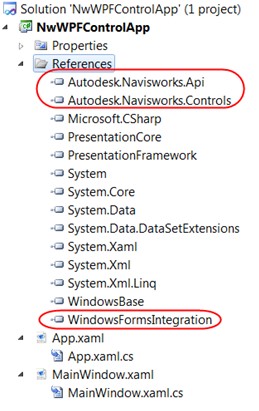 Solution 'NwWPFControlApp' (1 project)
NwWPFControlApp
Properties
References
Autodesk.Navisworks.Api
Autodesk.Navisworks.Controls
Microsoft.CSharp
PresentationCore
PresentationFramework
System
System.Core
System.Data
System.Data.DataSetExtensions
System.Xaml
System.Xml
System.Xml.Linq
WindowsBase
WindowsFormsIntegration
App.xaml
App.xaml.cs
MainWindow.xaml
MainWindow.xaml.cs